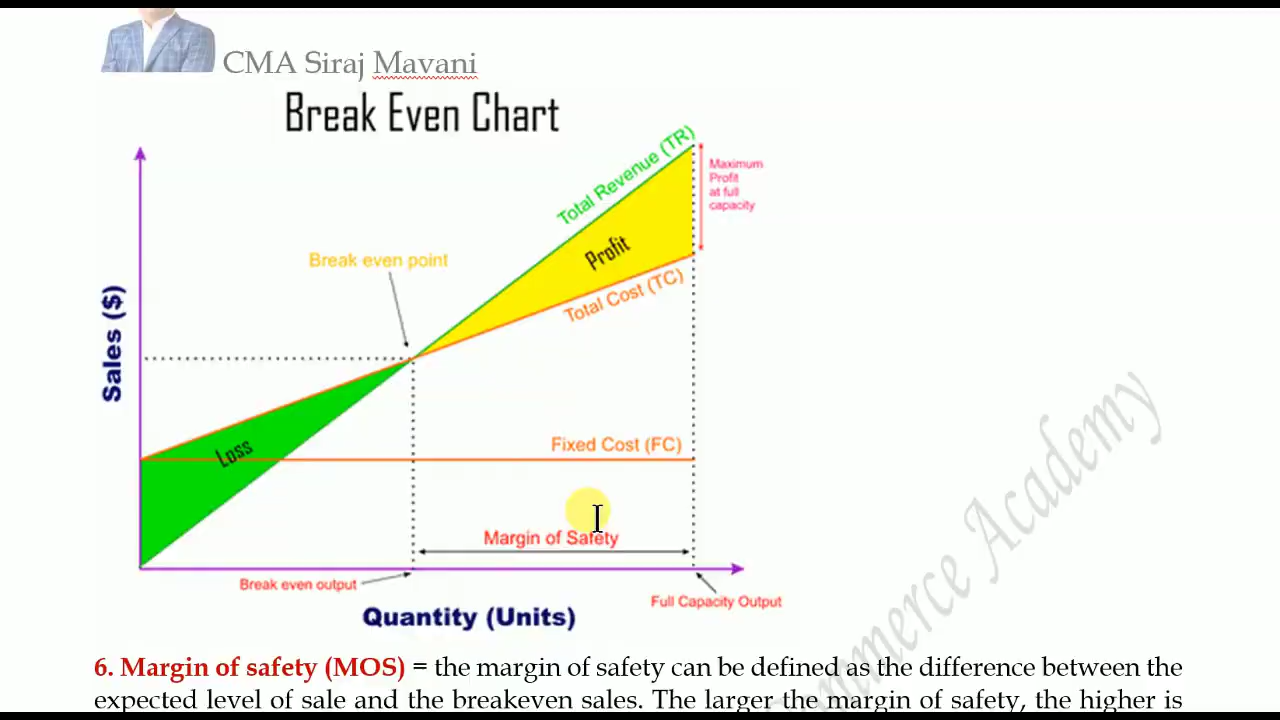 CMA Siraj Mavani
Break Even Chart
Total Revenue (TR)
Maximum
Profit
at full
capacity
Profit
Break even point
Total Cost (TC)
Sales ($)
Loss
Fixed Cost (FC)
Margin of Safety
Break even output
Full Capacity Output
Quantity (Units)
Commerce Academy
6. Margin of safety (MOS) = the margin of safety can be defined as the difference between the
expected level of sale and the breakeven sales. The larger the margin of safety, the higher is